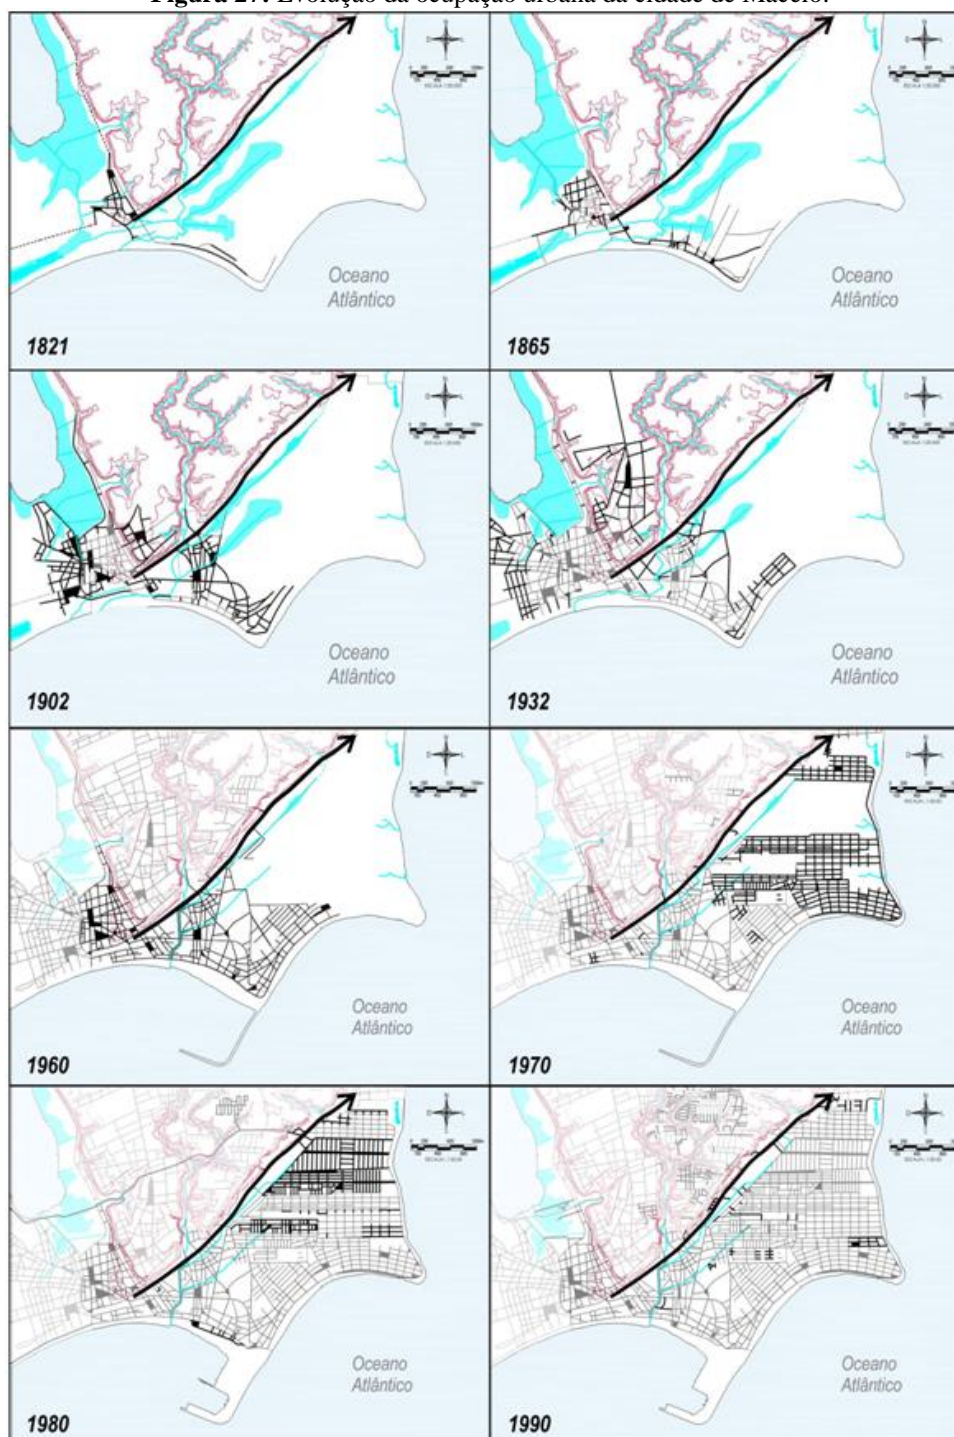 Figura 27: Evolução da ocupação urbana da cidade de Maceió.
Oceano
Atlântico
1821
Oceano
Atlântico
1865
Oceano
Atlântico
1902
Oceano
Atlântico
1932
Oceano
Atlântico
1960
Oceano
Atlântico
1970
Oceano
Atlântico
1980
Oceano
Atlântico
1990